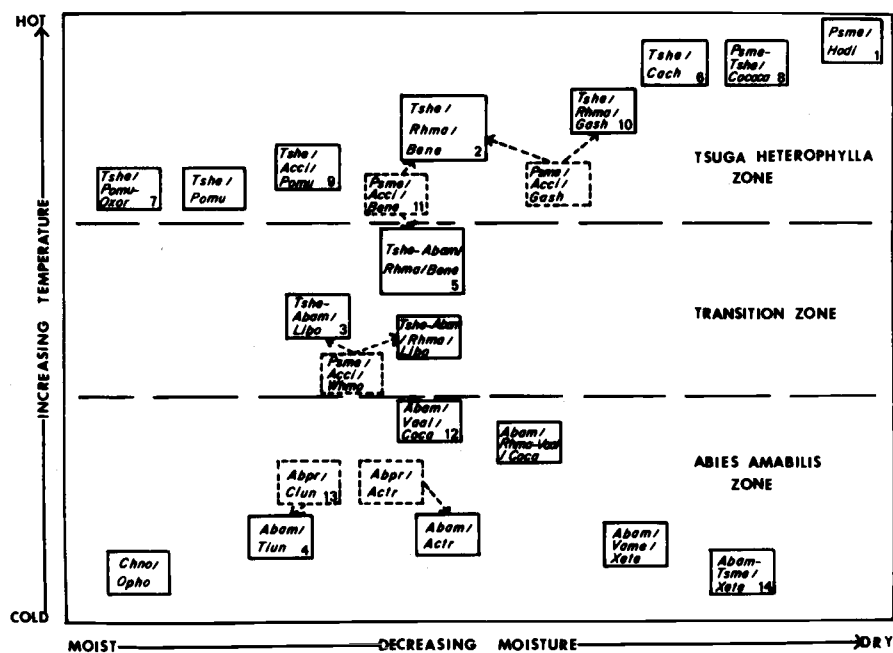 HOT
INCREASING TEMPERATURE
COLD
Psme/
Hodi 1
Tshe/
Cach 6
Psme-
Tshe/
Cococa 8
Tshe/
Rhma/
Bene 2
Tshe/
Rhma/
Gash 10
TSUGA HETEROPHYLLA
ZONE
Tshe/
Pomu-
Oxor 7
Tshe/
Pomu
Tshe/
Accl/
Pomu 9
Psme/
Accl/
Bene 11
Psme/
Accl/
Gash
Tshe-Abam/
Rhma/Bene
5
TRANSITION ZONE
Tshe-
Abam/
Libo 3
Tshe-Abam
/Rhma/
Libo
Psme/
Accl/
Whmo
Abam/
Vaal/
Coca 12
Abam/
Rhma-Vaal
/Coca
ABIES AMABILIS
ZONE
Abpr/
Clun 13
Abpr/
Actr
Abam/
Tiun 4
Abam/
Actr
Abam/
Vame/
Xete
Chno/
Opho
Abam-
Tsme/
Xete 14
MOIST DECREASING MOISTURE DRY